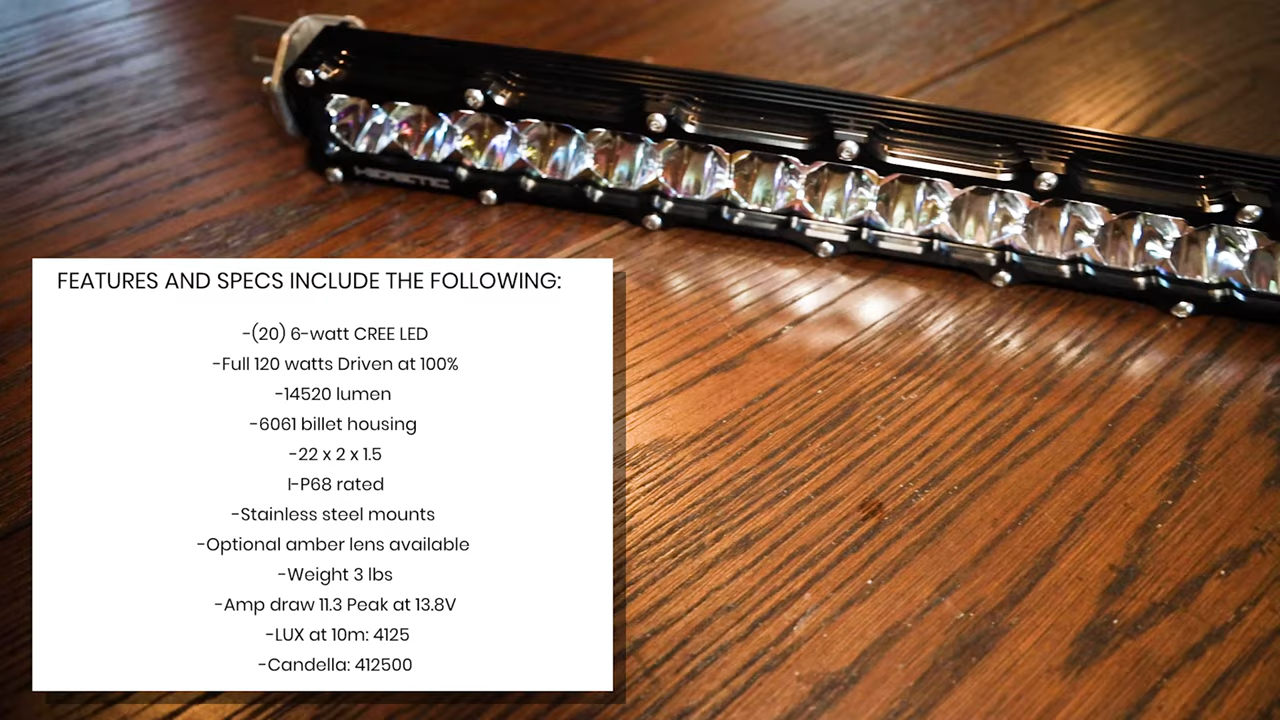 HERETIC
FEATURES AND SPECS INCLUDE THE FOLLOWING:
-(20) 6-watt CREE LED
-Full 120 watts Driven at 100%
-14520 lumen
-6061 billet housing
-22 x 2 x 1.5
I-P68 rated
-Stainless steel mounts
-Optional amber lens available
-Weight 3 lbs
-Amp draw 11.3 Peak at 13.8V
-LUX at 10m: 4125
-Candella: 412500